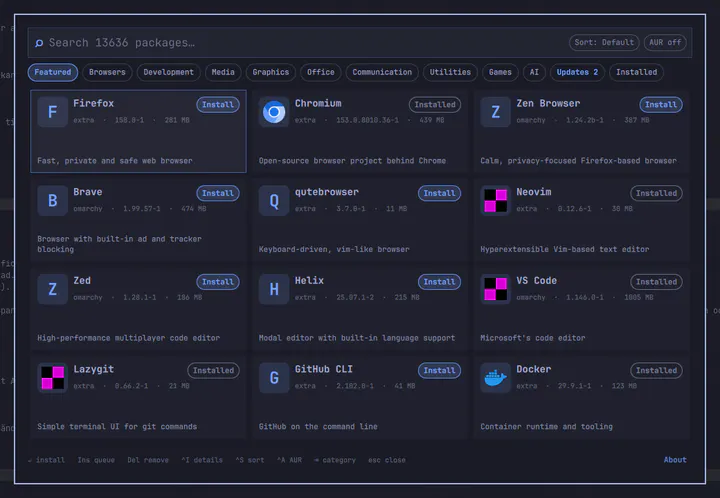 Search 13636 packages…
Sort: Default
AUR off
Featured
Browsers
Development
Media
Graphics
Office
Communication
Utilities
Games
AI
Updates 2
Installed
F
Firefox
Install
extra · 150.0-1 · 281 MB
Fast, private and safe web browser
Chromium
Installed
439 MB
Open-source browser project behind Chrome
Z
Zen Browser
Install
omarchy · 1.24.2b-1 · 387 MB
Calm, privacy-focused Firefox-based browser
B
Brave
Install
omarchy · 1.99.57-1 · 474 MB
Browser with built-in ad and tracker
blocking
Q
qutebrowser
Install
extra · 3.7.0-1 · 11 MB
Keyboard-driven, vim-like browser
Neovim
Installed
extra · 0.12.6-1 · 30 MB
Hyperextensible Vim-based text editor
Z
Zed
Install
omarchy · 1.20.1-1 · 186 MB
High-performance multiplayer code editor
H
Helix
Install
extra · 25.07.1-2 · 215 MB
Modal editor with built-in language support
VS Code
Installed
omarchy · 1.146.0-1 · 1005 MB
Microsoft's code editor
Lazygit
Installed
extra · 0.66.2-1 · 21 MB
Simple terminal UI for git commands
G
GitHub CLI
Install
extra · 2.102.0-1 · 41 MB
GitHub on the command line
Docker
Installed
extra · 29.9.1-1 · 123 MB
Container runtime and tooling
↵ install Ins queue Del remove ^I details ^S sort ^A AUR category esc close
About